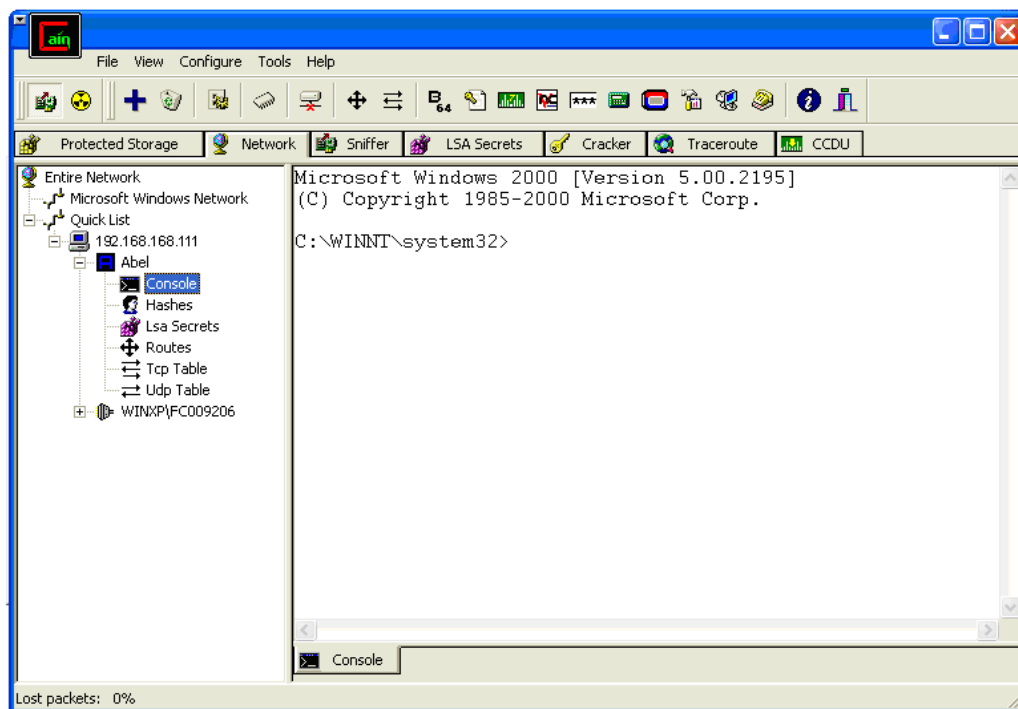 Cain
File View Configure Tools Help
B64
Protected Storage Network Sniffer LSA Secrets Cracker Traceroute CCDU
Entire Network
Microsoft Windows Network
Quick List
192.168.168.111
Abel
Console
Hashes
Lsa Secrets
Routes
Tcp Table
Udp Table
WINXP\FC009206
Microsoft Windows 2000 [Version 5.00.2195]
(C) Copyright 1985-2000 Microsoft Corp.
C:\WINNT\system32>
Console
Lost packets: 0%